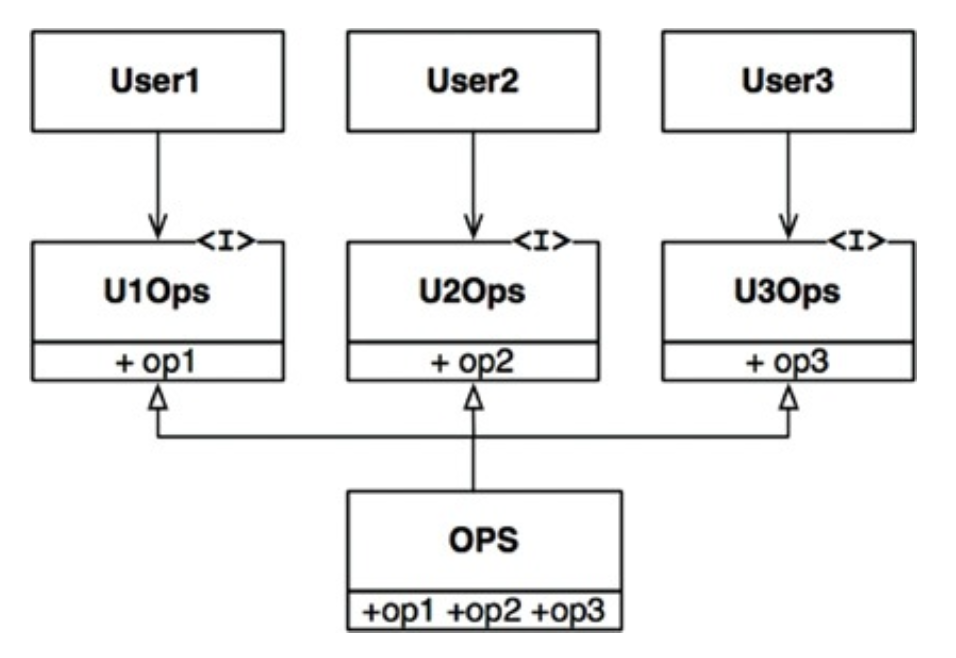 User1 User2 User3
<I> <I> <I>
U1Ops U2Ops U3Ops
+ op1 + op2 + op3
OPS
+op1 +op2 +op3